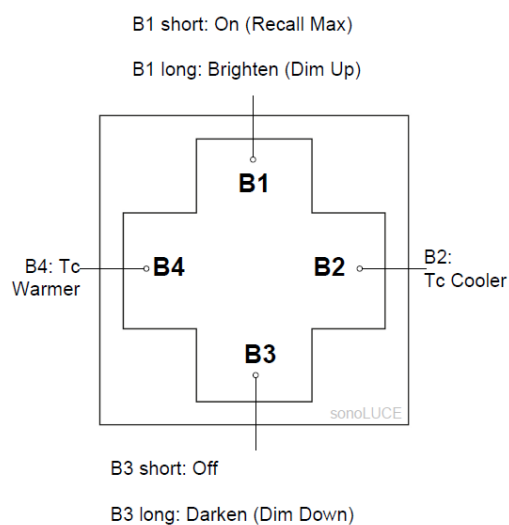 B1 short: On (Recall Max)
B1 long: Brighten (Dim Up)
B1
B4: Tc
Warmer
B4
B2
B2:
Tc Cooler
B3
sonoLUCE
B3 short: Off
B3 long: Darken (Dim Down)